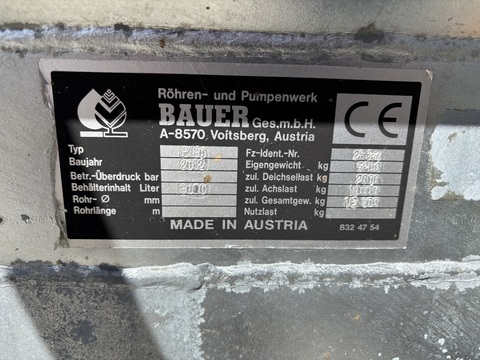 Röhren- und Pumpenwerk
BAUER Ges.m.b.H.
A-8570 Voitsberg, Austria
CE
Typ
Baujahr 2012
Betr.-Überdruck bar
Behälterinhalt Liter
Rohr- Ø mm
Rohrlänge m
Fz-Ident.-Nr.
Eigengewicht kg
zul. Deichsellast kg
zul. Achslast kg
zul. Gesamtgew. kg
Nutzlast kg
MADE IN AUSTRIA
832 47 54